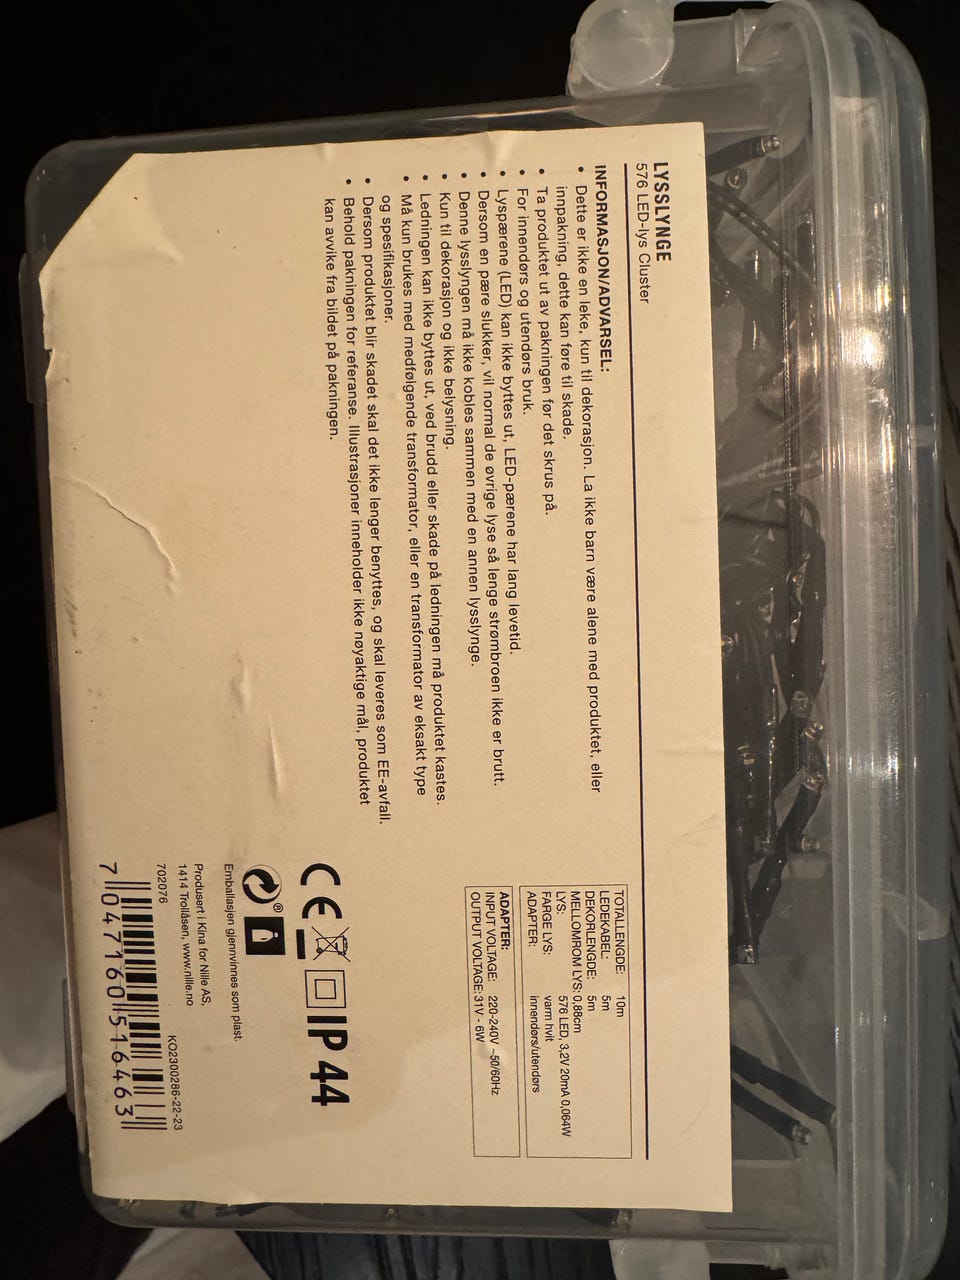 LYSSLYNGE
576 LED-lys Cluster
INFORMASJON/ADVARSEL:
• Dette er ikke en leke, kun til dekorasjon. La ikke barn være alene med produktet, eller
innpakning, dette kan føre til skade.
• Ta produktet ut av pakningen før det skrus på.
• For innendørs og utendørs bruk.
• Lyspærene (LED) kan ikke byttes ut, LED-pærene har lang levetid.
• Dersom en pære slukker, vil normal de øvrige lyse så lenge strømbroen ikke er brutt.
• Denne lysslyngen må ikke kobles sammen med en annen lysslynge.
• Kun til dekorasjon og ikke belysning.
• Ledningen kan ikke byttes ut, ved brudd eller skade på ledningen må produktet kastes.
• Må kun brukes med medfølgende transformator, eller en transformator av eksakt type
og spesifikasjoner.
• Dersom produktet blir skadet skal det ikke lenger benyttes, og skal leveres som EE-avfall.
• Behold pakningen for referanse. Illustrasjoner inneholder ikke nøyaktige mål, produktet
kan avvike fra bildet på pakningen.
TOTALLENGDE: 10m
LEDEKABEL: 5m
DEKORLENGDE: 5m
MELLOMROM LYS: 0,88cm
LYS: 576 LED, 3,2V 20mA 0,064W
FARGE LYS: varm hvit
ADAPTER: innendørs/utendørs
ADAPTER:
INPUT VOLTAGE: 220-240V ~50/60Hz
OUTPUT VOLTAGE: 31V - 6W
CE IP 44
®
Emballasjen gjennvinnes som plast.
Produsert i Kina for Nille AS,
1414 Trollåsen, www.nille.no
702076 KO2300286-22-23
7 047160 516463